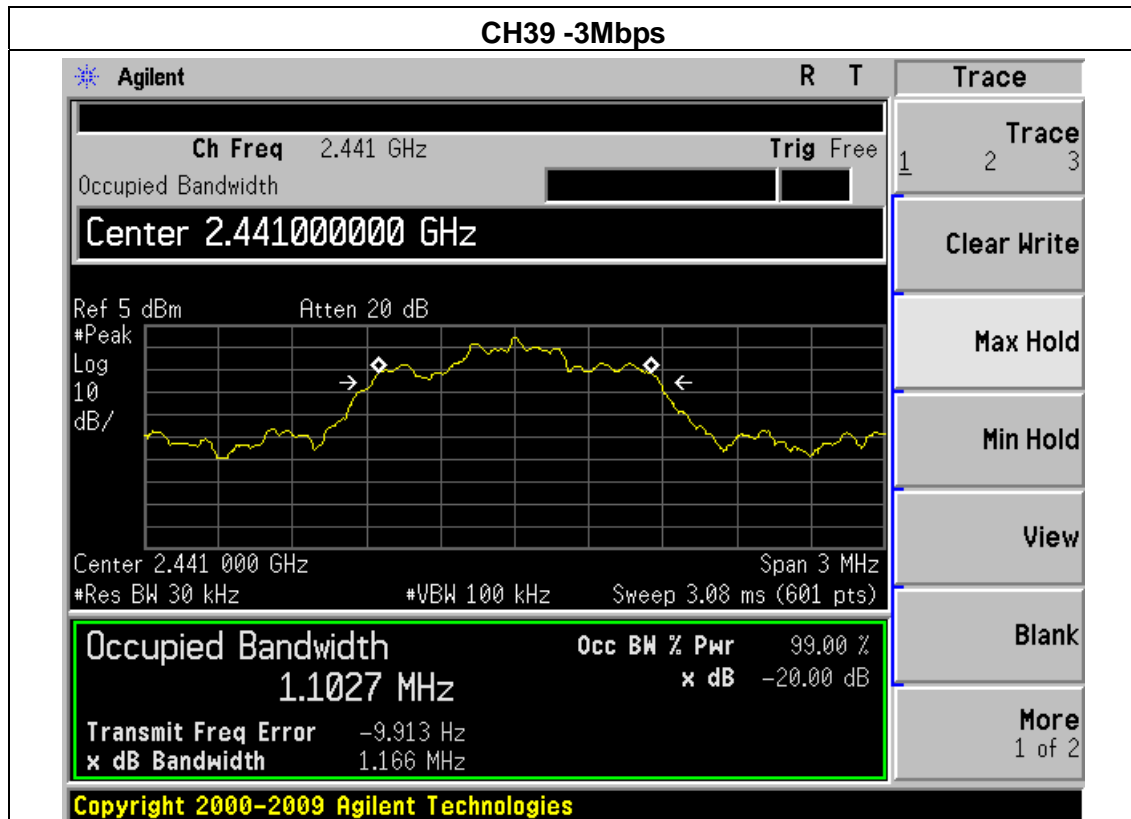 CH39 -3Mbps
Agilent R T Trace
Ch Freq 2.441 GHz Trig Free
Occupied Bandwidth
Trace
1 2 3
Center 2.441000000 GHz
Clear Write
Ref 5 dBm Atten 20 dB
#Peak
Log
10
dB/
Max Hold
Min Hold
View
Center 2.441 000 GHz Span 3 MHz
#Res BW 30 kHz #VBW 100 kHz Sweep 3.08 ms (601 pts)
Occupied Bandwidth Occ BW % Pwr 99.00 %
1.1027 MHz x dB -20.00 dB
Blank
Transmit Freq Error -9.913 Hz
x dB Bandwidth 1.166 MHz
More
1 of 2
Copyright 2000-2009 Agilent Technologies